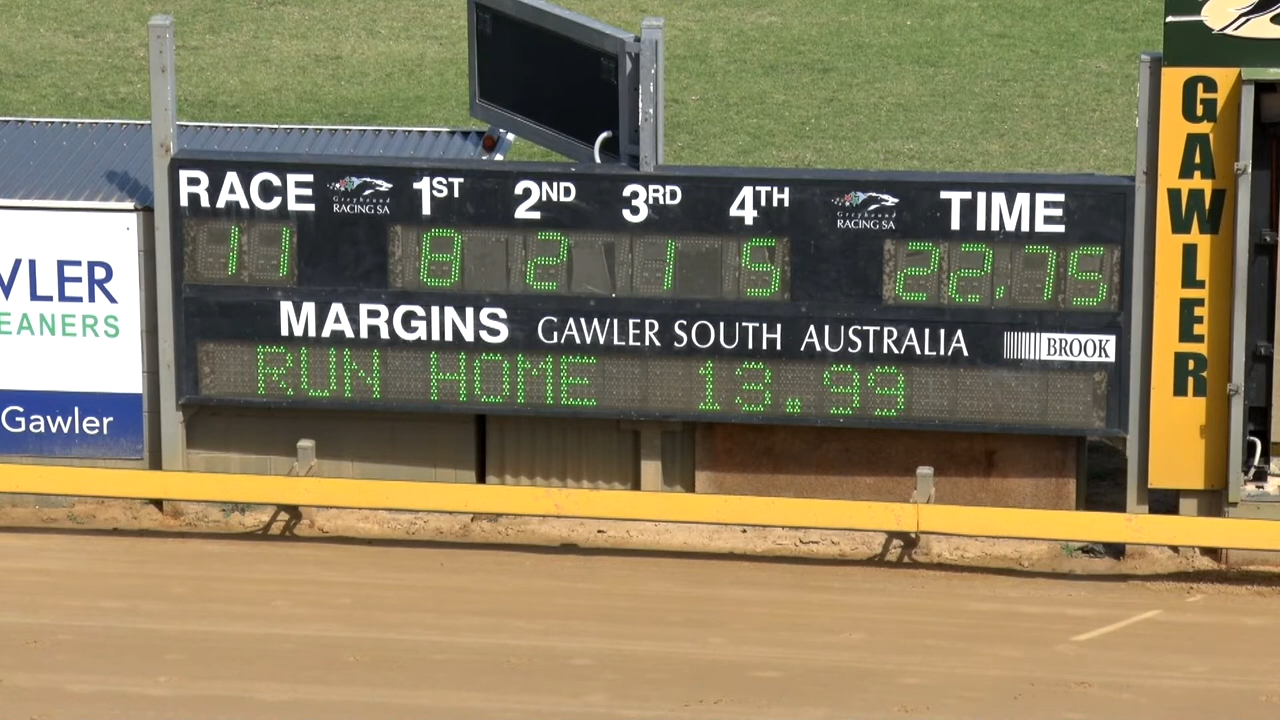 RACE
Greyhound
RACING SA
1ST 2ND 3RD 4TH
Greyhound
RACING SA
TIME
11 8 2 1 5 22.75
MARGINS GAWLER SOUTH AUSTRALIA BROOK
RUN HOME 13.99
WLER
EANERS
Gawler
GAWLER